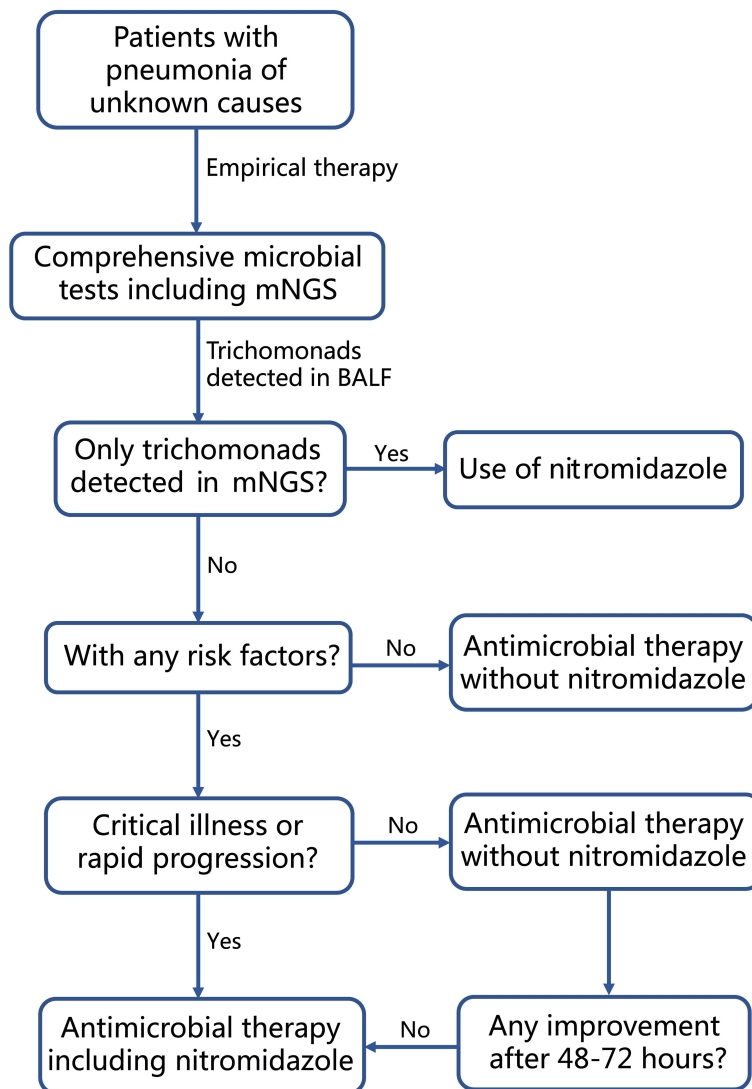 Patients with
pneumonia of
unknown causes
Empirical therapy
Comprehensive microbial
tests including mNGS
Trichomonads
detected in BALF
Only trichomonads
detected in mNGS?
Yes
Use of nitromidazole
No
With any risk factors?
No
Antimicrobial therapy
without nitromidazole
Yes
Critical illness or
rapid progression?
No
Antimicrobial therapy
without nitromidazole
Yes
Antimicrobial therapy
including nitromidazole
No
Any improvement
after 48-72 hours?